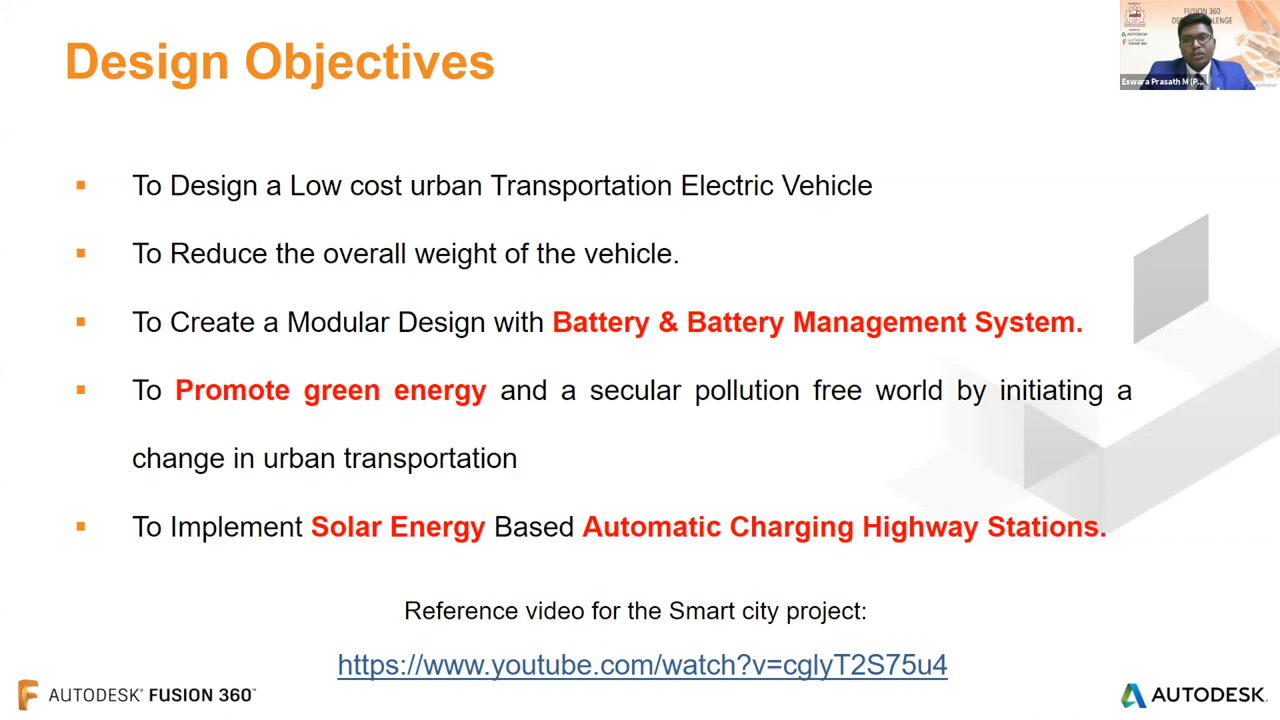 Design Objectives
FUSION 360
Eswara Prasath M (P...
AUTODESK
To Design a Low cost urban Transportation Electric Vehicle
To Reduce the overall weight of the vehicle.
To Create a Modular Design with Battery & Battery Management System.
To Promote green energy and a secular pollution free world by initiating a
change in urban transportation
To Implement Solar Energy Based Automatic Charging Highway Stations.
Reference video for the Smart city project:
https://www.youtube.com/watch?v=cglyT2S75u4
AUTODESK® FUSION 360™
AUTODESK.